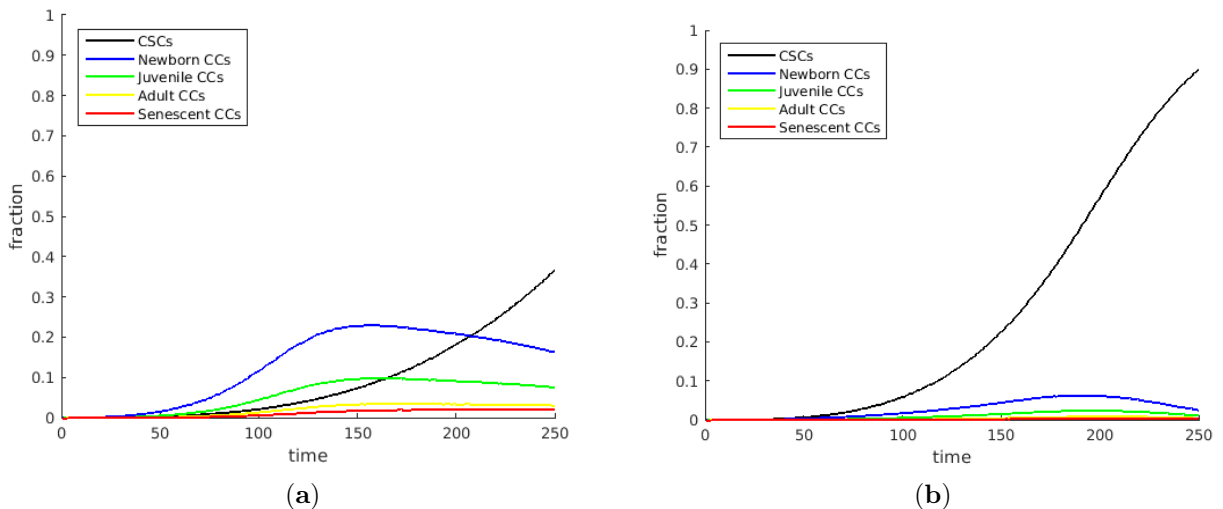 1
0.9
0.8
0.7
0.6
0.5
0.4
0.3
0.2
0.1
0
fraction
CSCs
Newborn CCs
Juvenile CCs
Adult CCs
Senescent CCs
0 50 100 150 200 250
time
(a)
1
0.9
0.8
0.7
0.6
0.5
0.4
0.3
0.2
0.1
0
fraction
CSCs
Newborn CCs
Juvenile CCs
Adult CCs
Senescent CCs
0 50 100 150 200 250
time
(b)